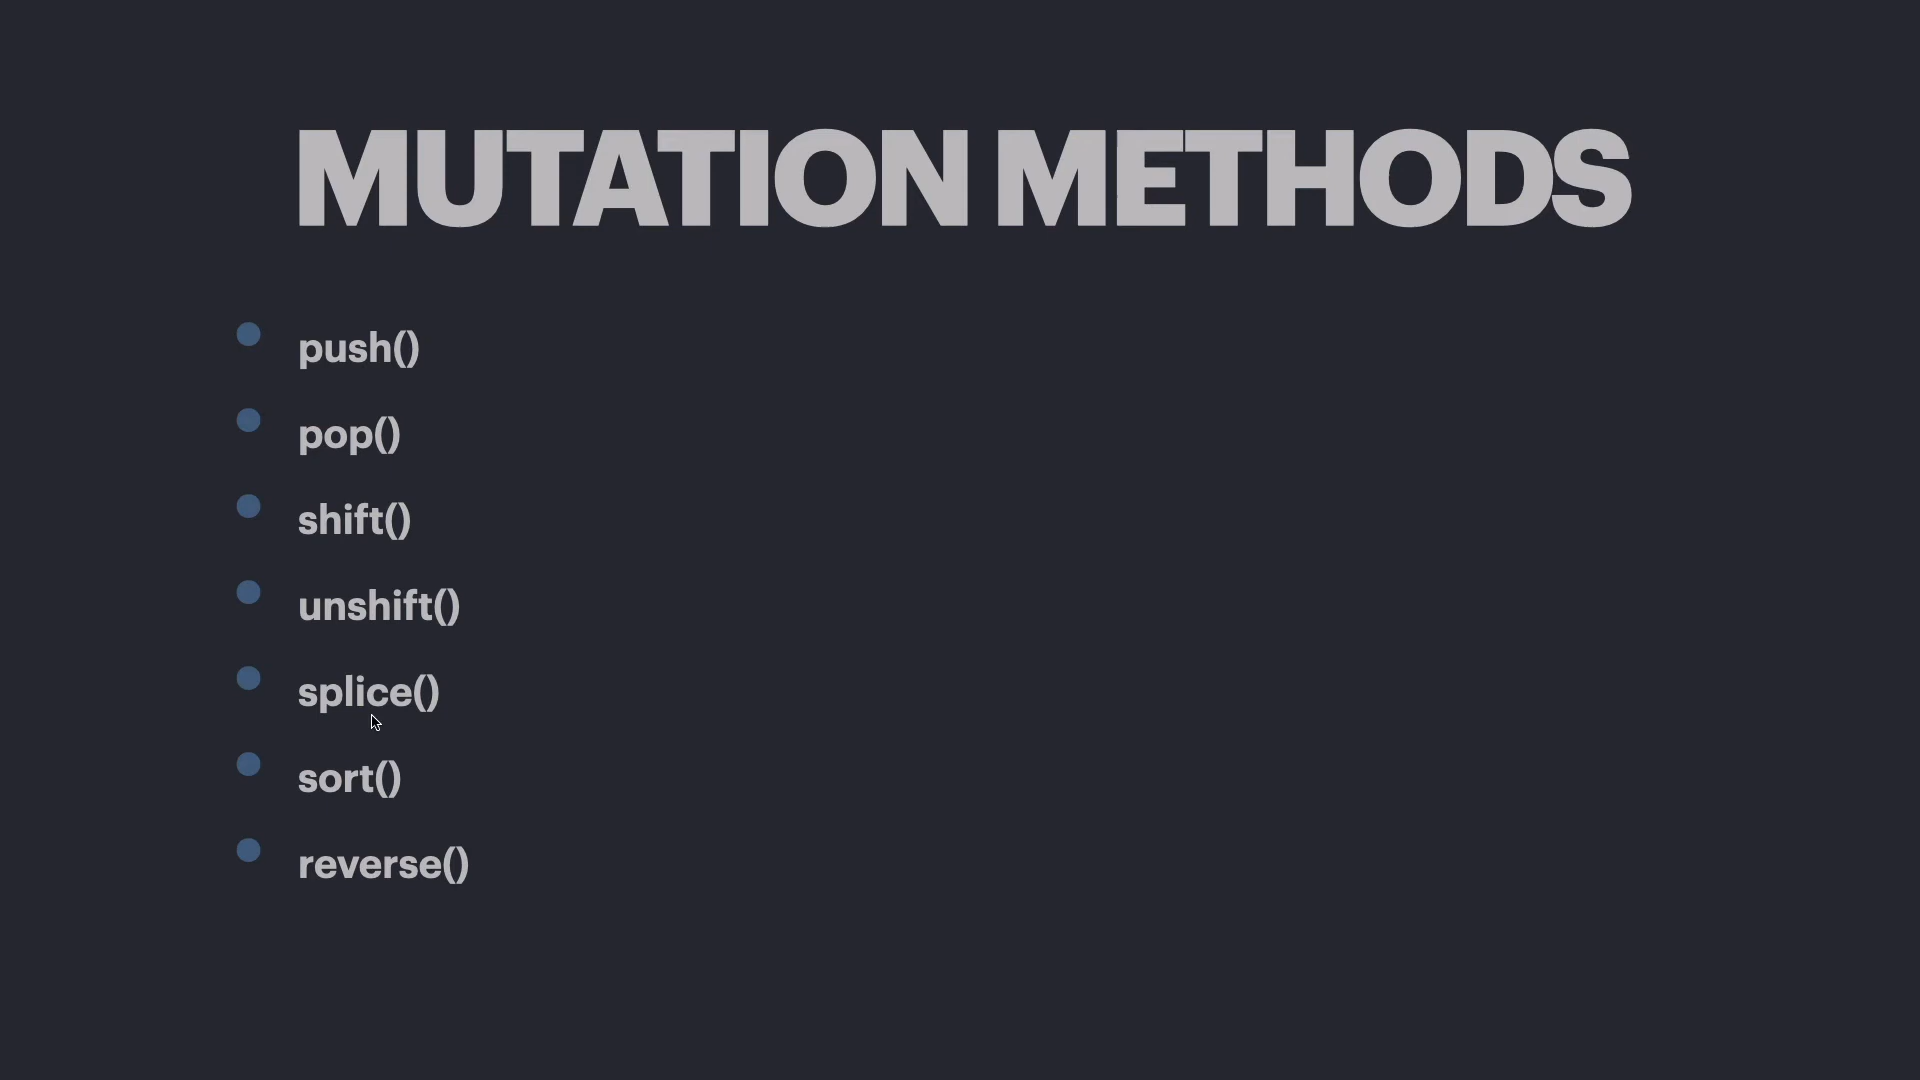 MUTATION METHODS
push()
pop()
shift()
unshift()
splice()
sort()
reverse()